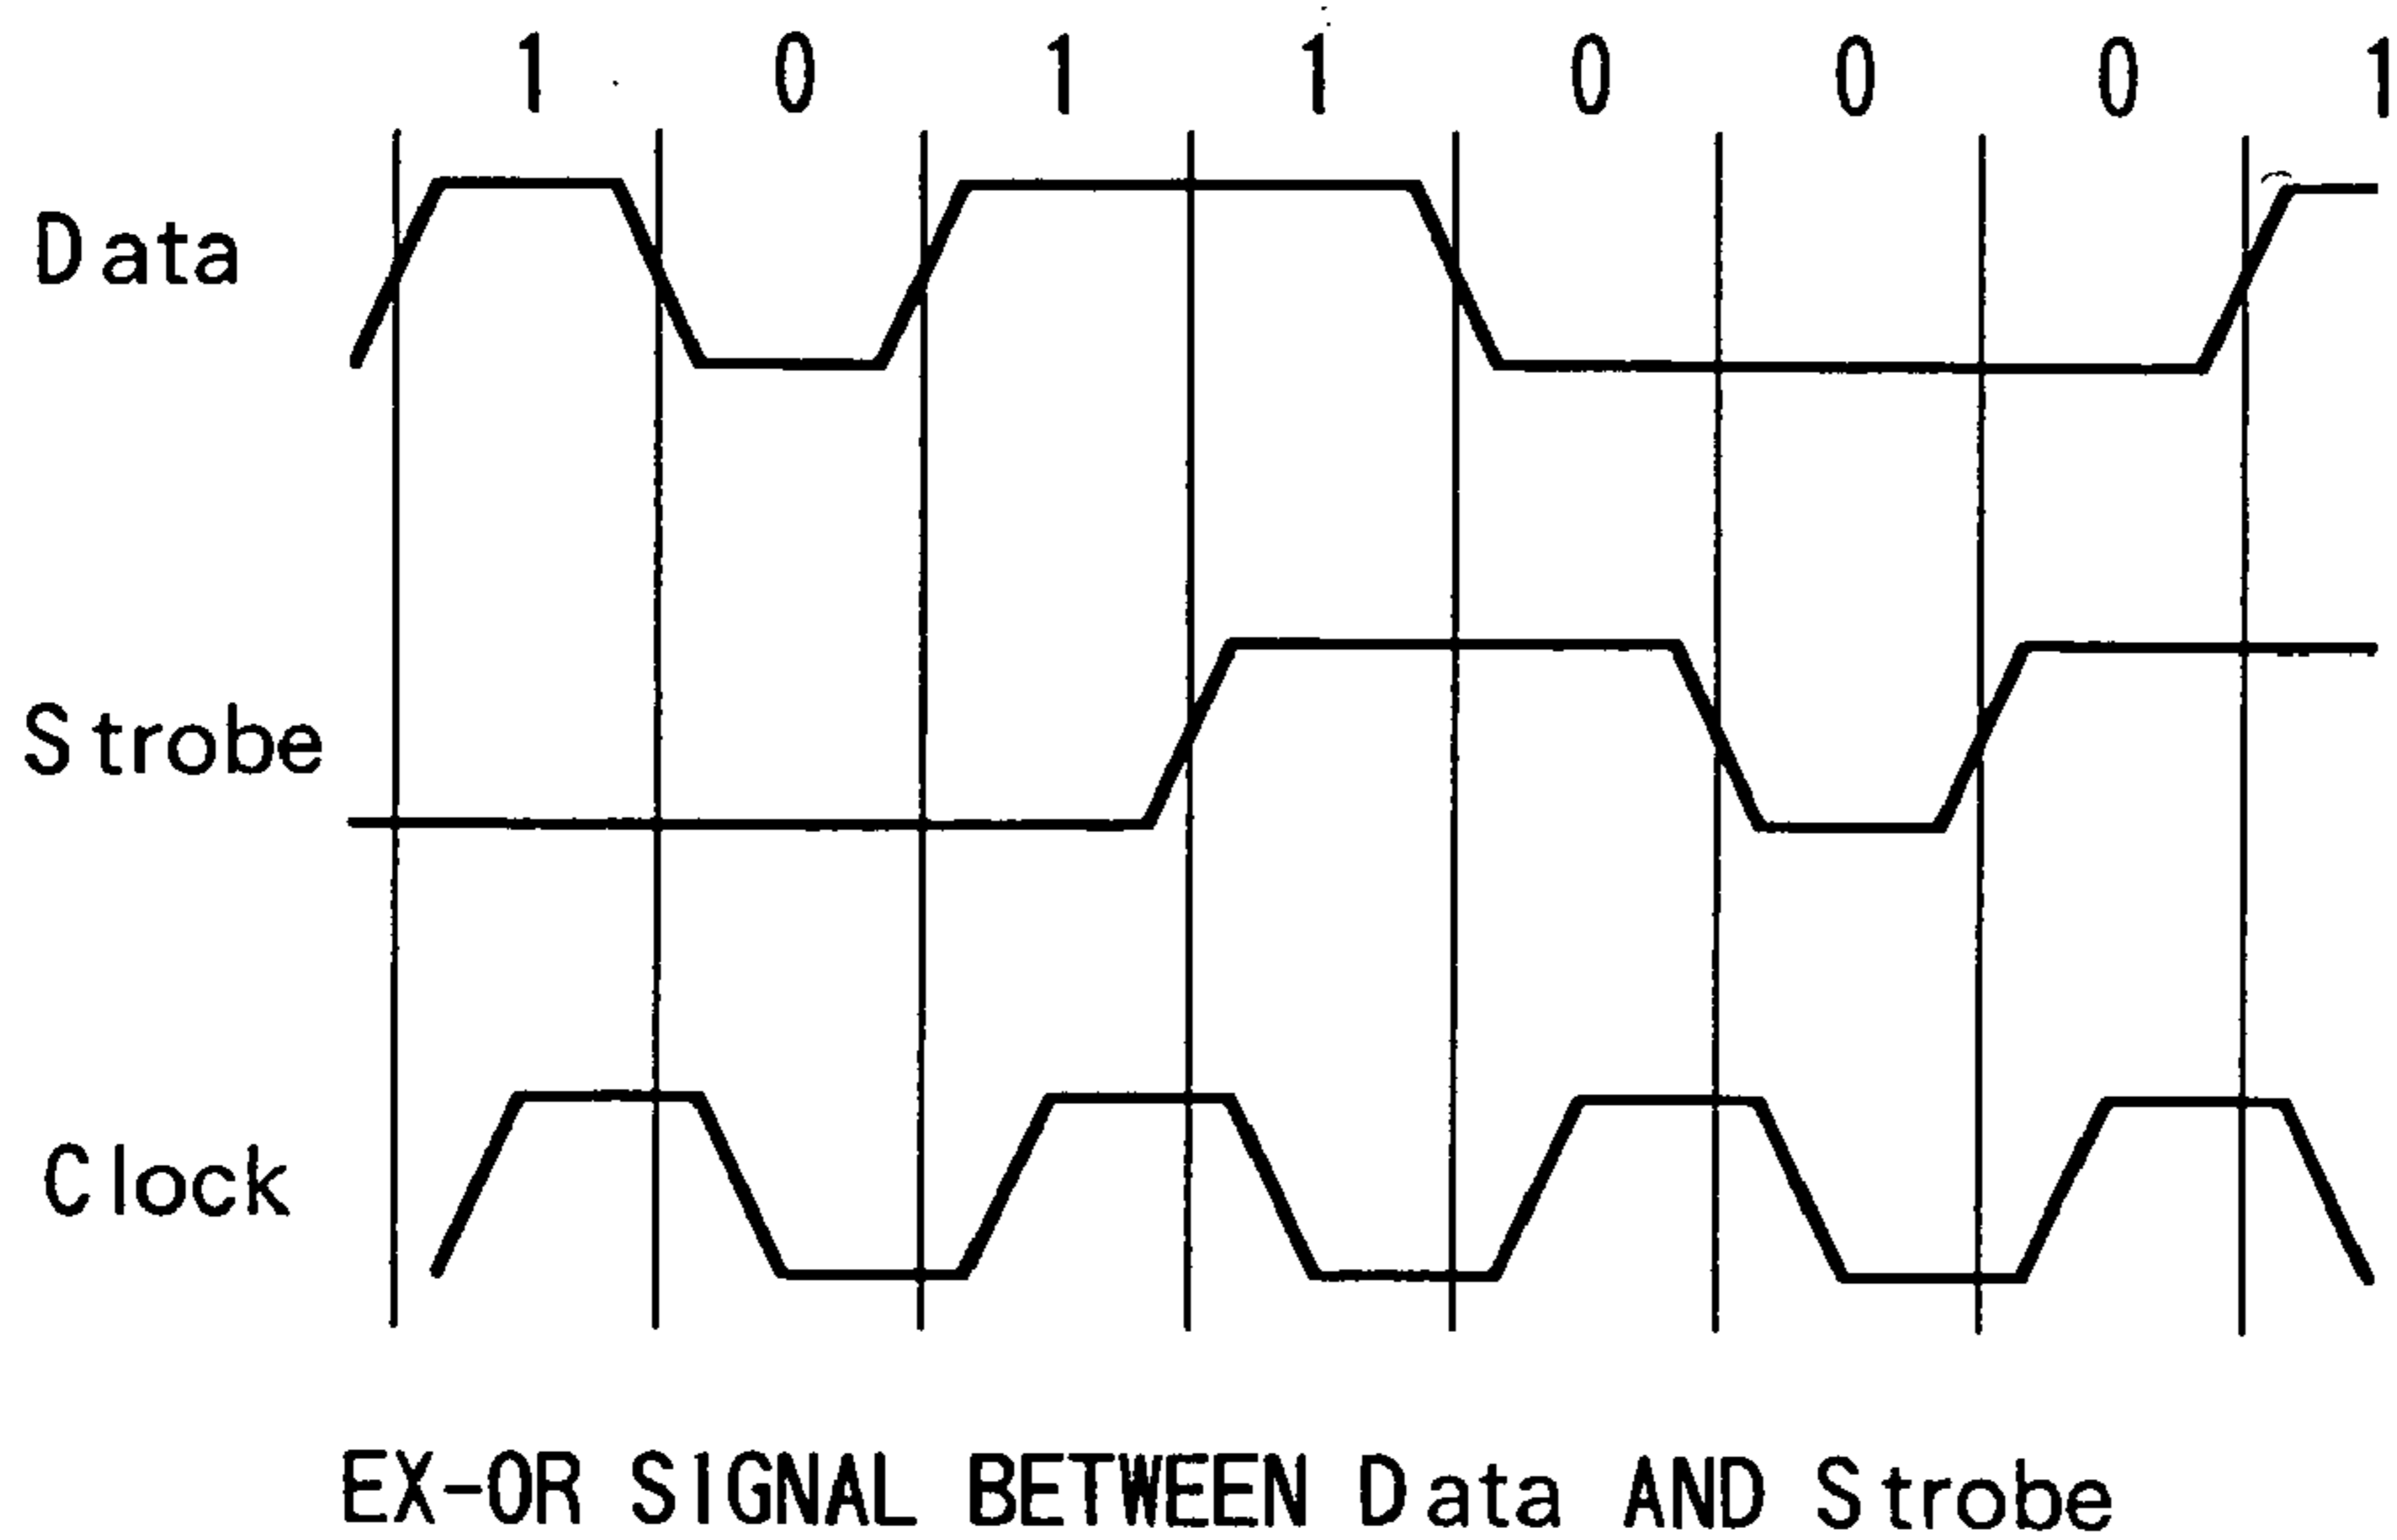 1 0 1 1 0 0 0 1
Data
Strobe
Clock
EX-OR SIGNAL BETWEEN Data AND Strobe